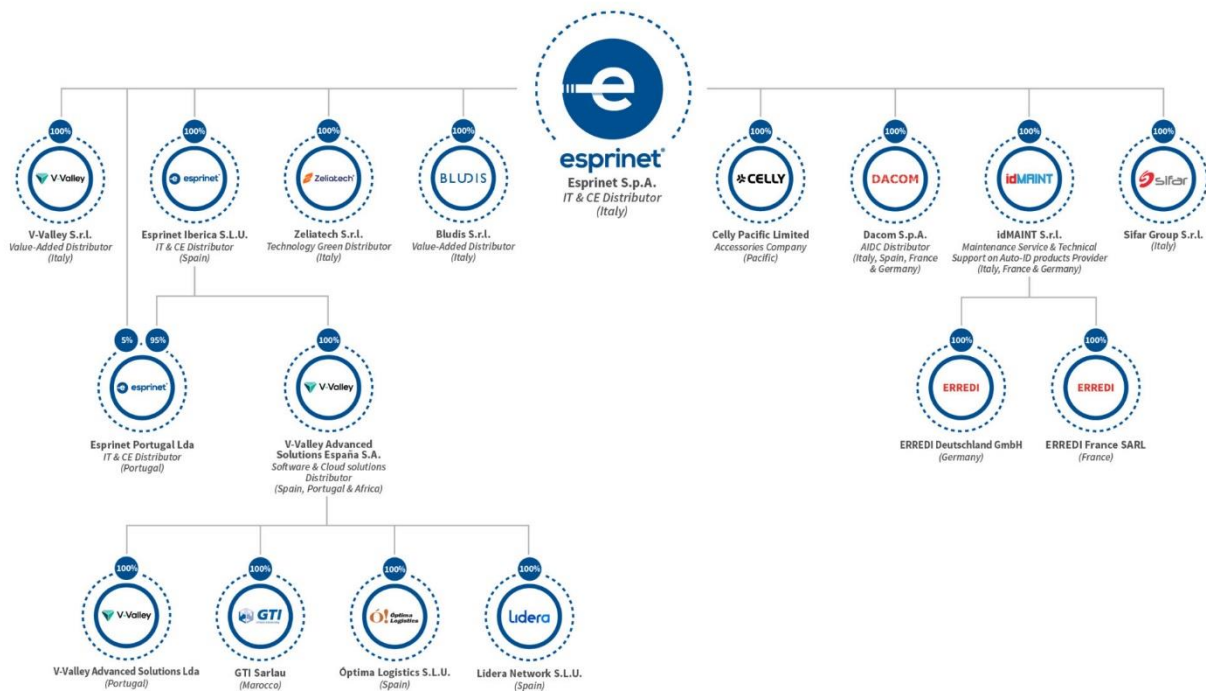 e
esprinet®
Esprinet S.p.A.
IT & CE Distributor
(Italy)
100%
V-Valley
V-Valley S.r.l.
Value-Added Distributor
(Italy)
100%
esprinet
Esprinet Iberica S.L.U.
IT & CE Distributor
(Spain)
100%
Zeliatech
Zeliatech S.r.l.
Technology Green Distributor
(Italy)
100%
BLUDIS
Bludis S.r.l.
Value-Added Distributor
(Italy)
100%
CELLY
Celly Pacific Limited
Accessories Company
(Pacific)
100%
DACOM
Dacom S.p.A.
AIDC Distributor
(Italy, Spain, France
& Germany)
100%
idMAINT
idMAINT S.r.l.
Maintenance Service & Technical
Support on Auto-ID products Provider
(Italy, France & Germany)
100%
sifar
Sifar Group S.r.l.
(Italy)
5%
95%
esprinet
Esprinet Portugal Lda
IT & CE Distributor
(Portugal)
100%
V-Valley
V-Valley Advanced
Solutions España S.A.
Software & Cloud solutions
Distributor
(Spain, Portugal & Africa)
100%
ERREDI
ERREDI Deutschland GmbH
(Germany)
100%
ERREDI
ERREDI France SARL
(France)
100%
V-Valley
V-Valley Advanced Solutions Lda
(Portugal)
100%
GTI
GTI Sarlau
(Marocco)
100%
Ó! Óptima
Logistics
Óptima Logistics S.L.U.
(Spain)
100%
Lidera
Lidera Network S.L.U.
(Spain)